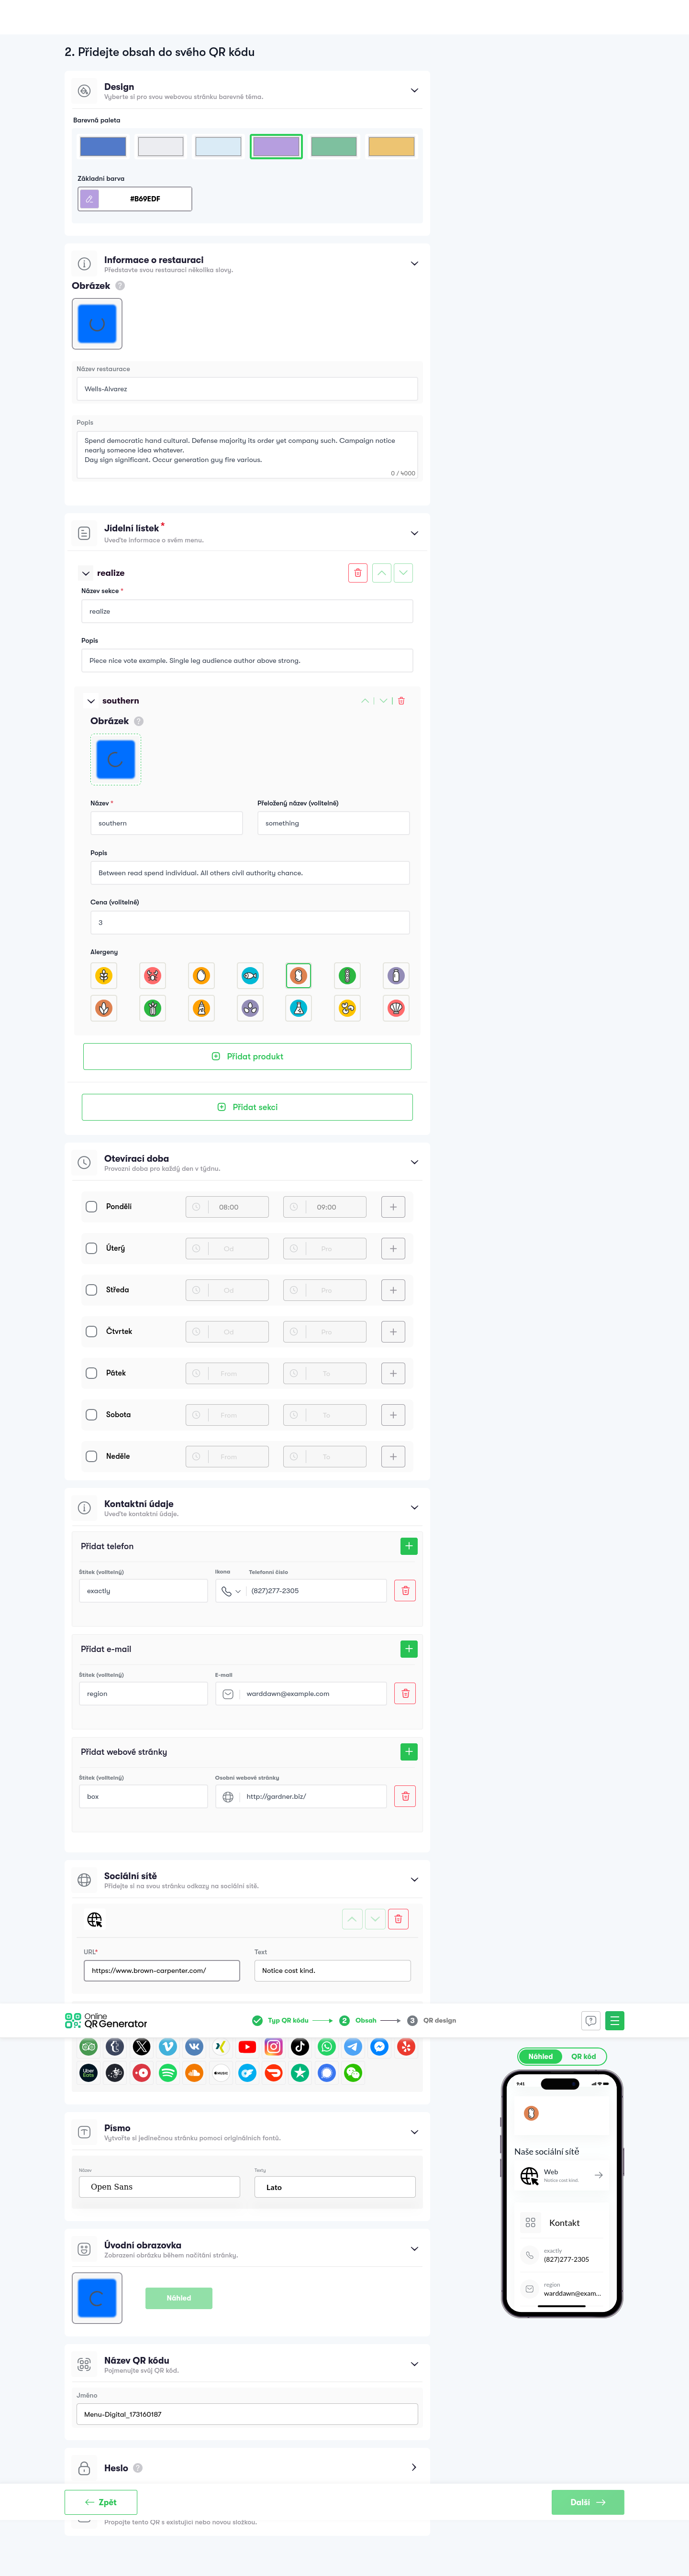 2. Přidejte obsah do svého QR kódu
Design
Vyberte si pro svou webovou stránku barevné téma.
Barevná paleta
Základní barva
#B69EDF
Informace o restauraci
Představte svou restauraci několika slovy.
Obrázek ?
Název restaurace
Wells-Alvarez
Popis
Spend democratic hand cultural. Defense majority its order yet company such. Campaign notice
nearly someone idea whatever.
Day sign significant. Occur generation guy fire various.
0 / 4000
Jídelní lístek *
Uveďte informace o svém menu.
realize
Název sekce *
realize
Popis
Piece nice vote example. Single leg audience author above strong.
southern
Obrázek ?
Název *
Přeložený název (volitelné)
southern
something
Popis
Between read spend individual. All others civil authority chance.
Cena (volitelné)
3
Alergeny
Přidat produkt
Přidat sekci
Otevírací doba
Provozní doba pro každý den v týdnu.
Pondělí 08:00 09:00
Úterý Od Pro
Středa Od Pro
Čtvrtek Od Pro
Pátek From To
Sobota From To
Neděle From To
Kontaktní údaje
Uveďte kontaktní údaje.
Přidat telefon
Štítek (volitelný) Ikona Telefonní číslo
exactly (827)277-2305
Přidat e-mail
Štítek (volitelný) E-mail
region warddawn@example.com
Přidat webové stránky
Štítek (volitelný) Osobní webové stránky
box http://gardner.biz/
Sociální sítě
Přidejte si na svou stránku odkazy na sociální sítě.
URL* Text
https://www.brown-carpenter.com/ Notice cost kind.
Online
QR Generator
Typ QR kódu 2 Obsah 3 QR design
Náhled QR kód
Uber
Eats
MUSIC
9:41
Naše sociální sítě
Web
Notice cost kind.
Kontakt
exactly
(827)277-2305
region
warddawn@exam...
Písmo
Vytvořte si jedinečnou stránku pomocí originálních fontů.
Název Texty
Open Sans Lato
Úvodní obrazovka
Zobrazení obrázku během načítání stránky.
Náhled
Název QR kódu
Pojmenujte svůj QR kód.
Jméno
Menu-Digital_173160187
Heslo ?
Zpět Další
Propojte tento QR s existující nebo novou složkou.